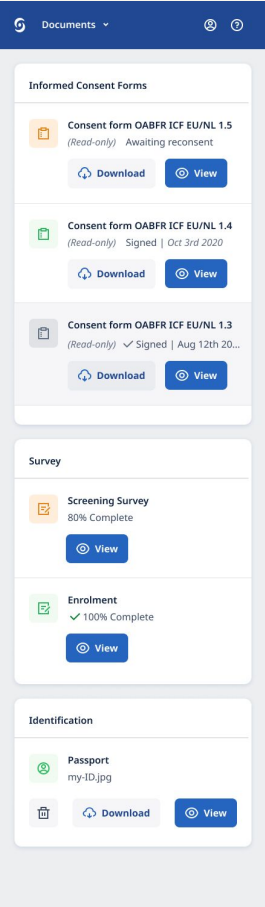 Documents
Informed Consent Forms
Consent form OABFR ICF EU/NL 1.5
(Read-only) Awaiting reconsent
Download View
Consent form OABFR ICF EU/NL 1.4
(Read-only) Signed | Oct 3rd 2020
Download View
Consent form OABFR ICF EU/NL 1.3
(Read-only) ✓ Signed | Aug 12th 20...
Download View
Survey
Screening Survey
80% Complete
View
Enrolment
✓ 100% Complete
View
Identification
Passport
my-ID.jpg
Download View